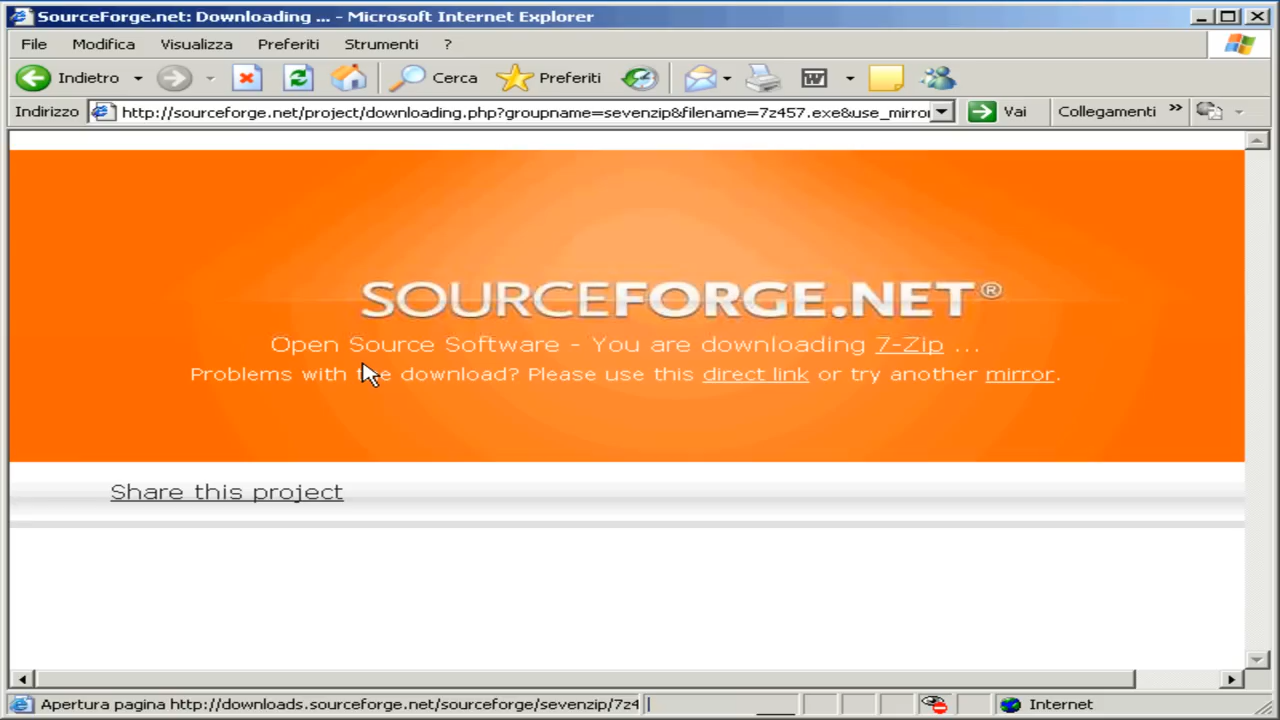 SourceForge.net: Downloading ... - Microsoft Internet Explorer
File Modifica Visualizza Preferiti Strumenti ?
Indietro Cerca Preferiti
Indirizzo http://sourceforge.net/project/downloading.php?groupname=sevenzip&filename=7z457.exe&use_mirro Vai Collegamenti »
SOURCEFORGE.NET®
Open Source Software - You are downloading 7-Zip ...
Problems with the download? Please use this direct link or try another mirror.
Share this project
Apertura pagina http://downloads.sourceforge.net/sourceforge/sevenzip/7z4 Internet